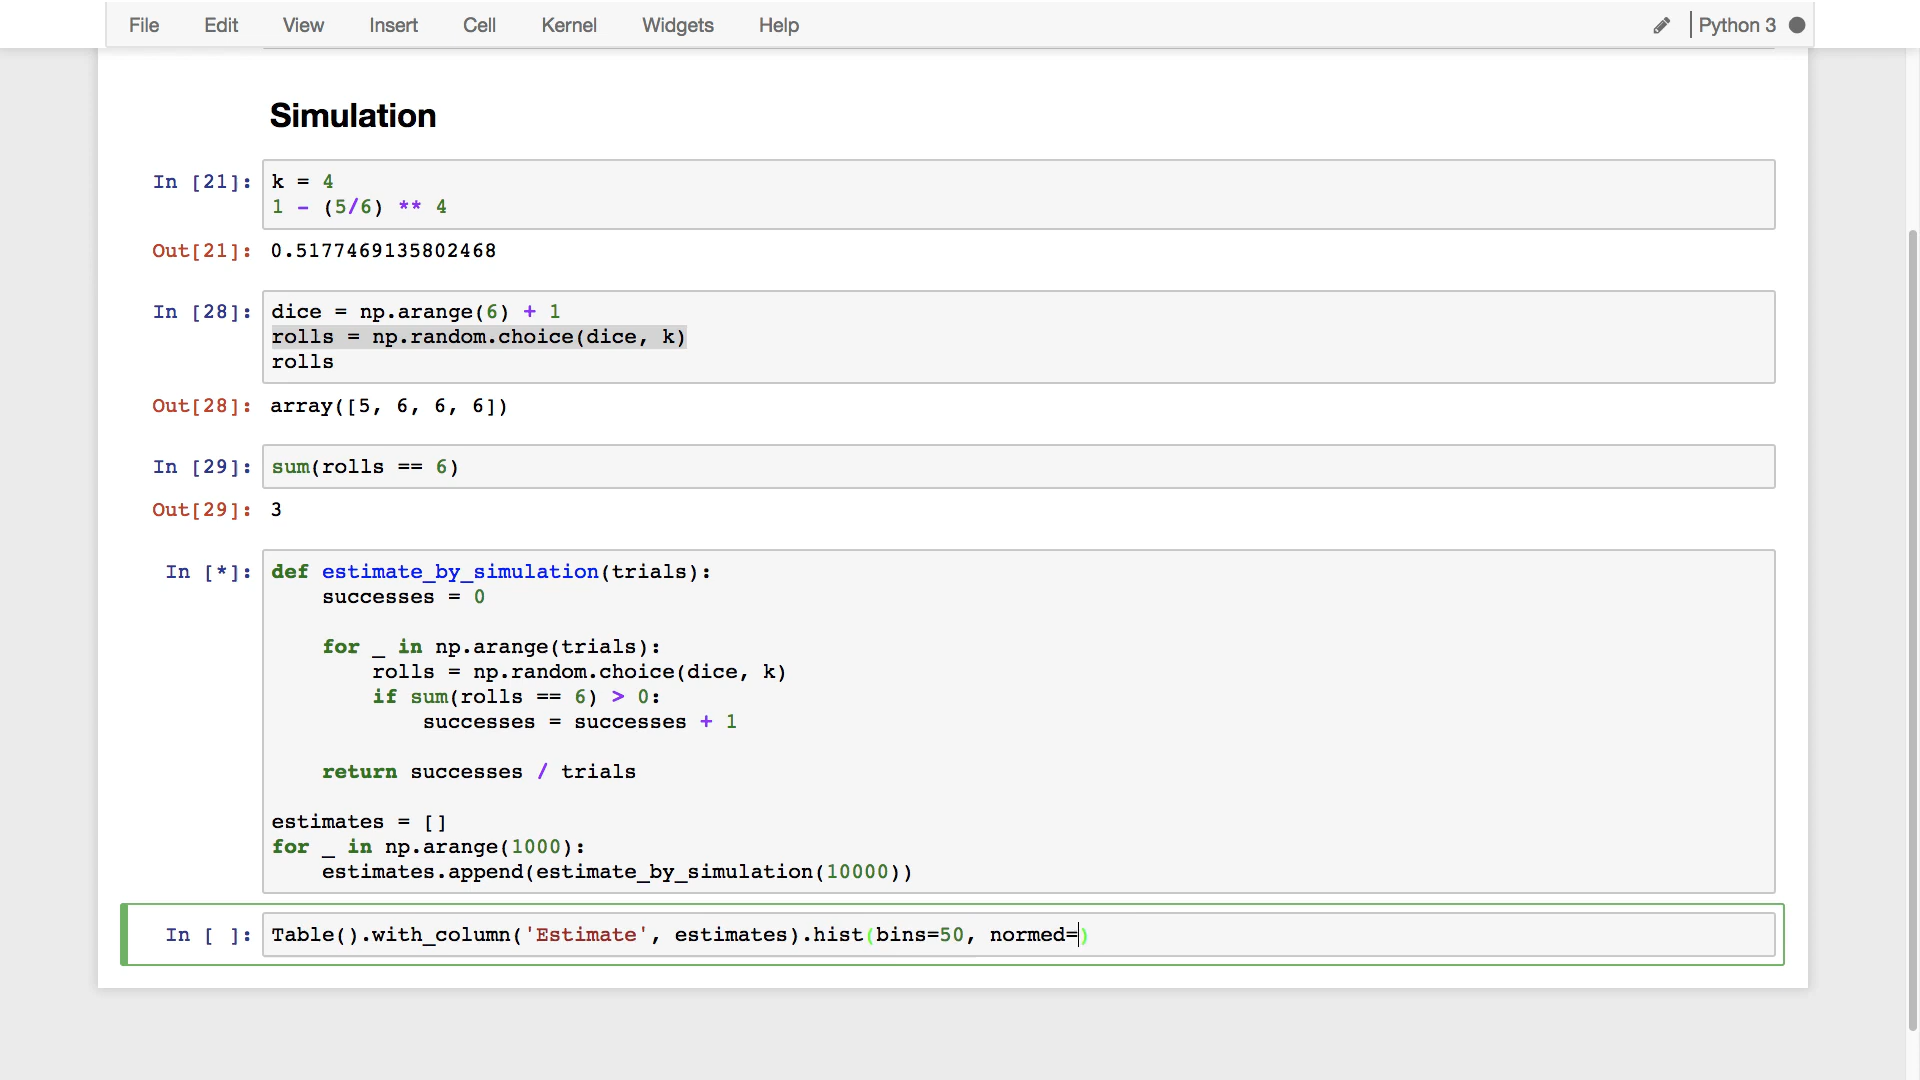 File Edit View Insert Cell Kernel Widgets Help Python 3
Simulation
In [21]: k = 4
1 - (5/6) ** 4
Out[21]: 0.5177469135802468
In [28]: dice = np.arange(6) + 1
rolls = np.random.choice(dice, k)
rolls
Out[28]: array([5, 6, 6, 6])
In [29]: sum(rolls == 6)
Out[29]: 3
In [*]: def estimate_by_simulation(trials):
    successes = 0
    for _ in np.arange(trials):
        rolls = np.random.choice(dice, k)
        if sum(rolls == 6) > 0:
            successes = successes + 1
    return successes / trials
estimates = []
for _ in np.arange(1000):
    estimates.append(estimate_by_simulation(10000))
In [ ]: Table().with_column('Estimate', estimates).hist(bins=50, normed=)